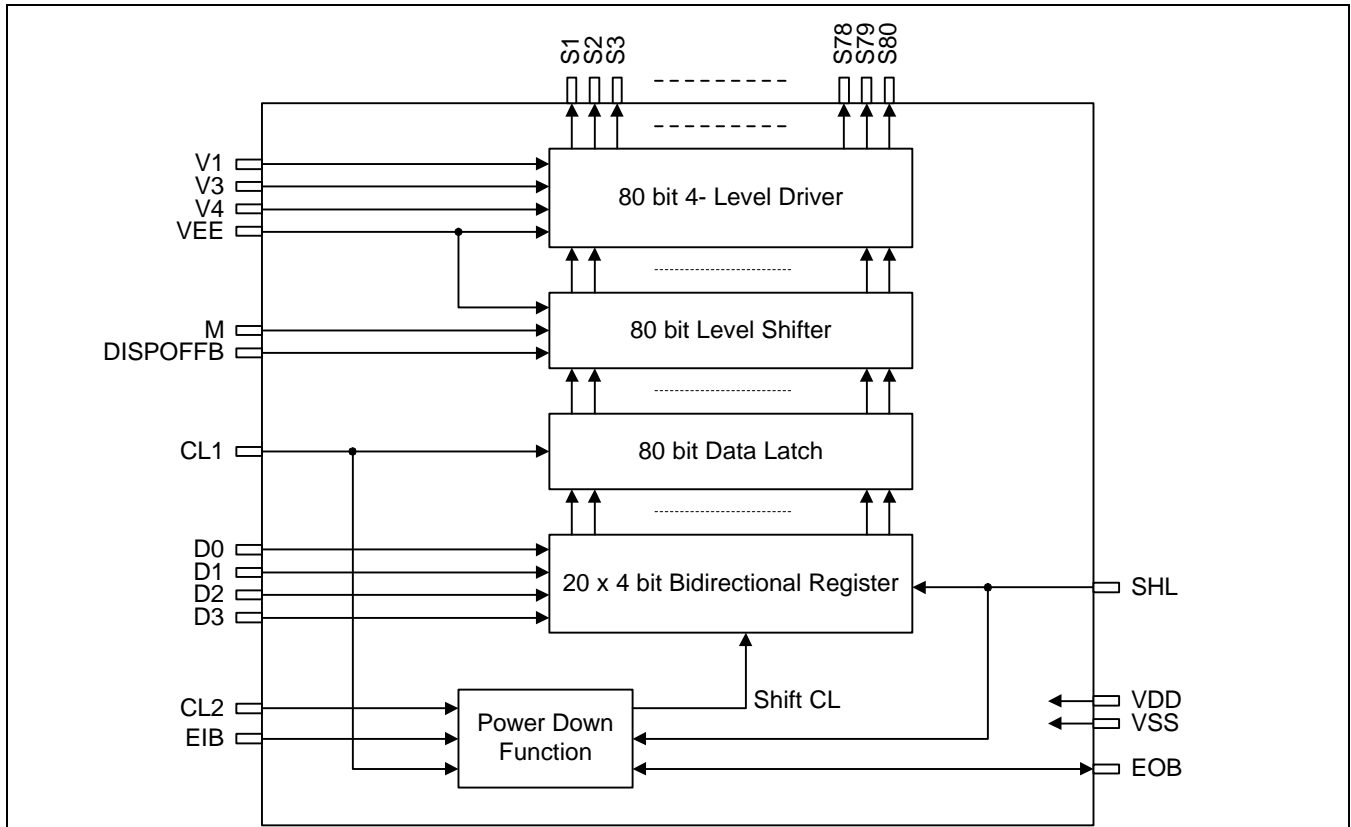 S1
S2
S3
S78
S79
S80
V1
V3
V4
VEE
80 bit 4- Level Driver
M
DISPOFFB
80 bit Level Shifter
CL1
80 bit Data Latch
D0
D1
D2
D3
20 x 4 bit Bidirectional Register
SHL
CL2
EIB
Power Down
Function
Shift CL
VDD
VSS
EOB